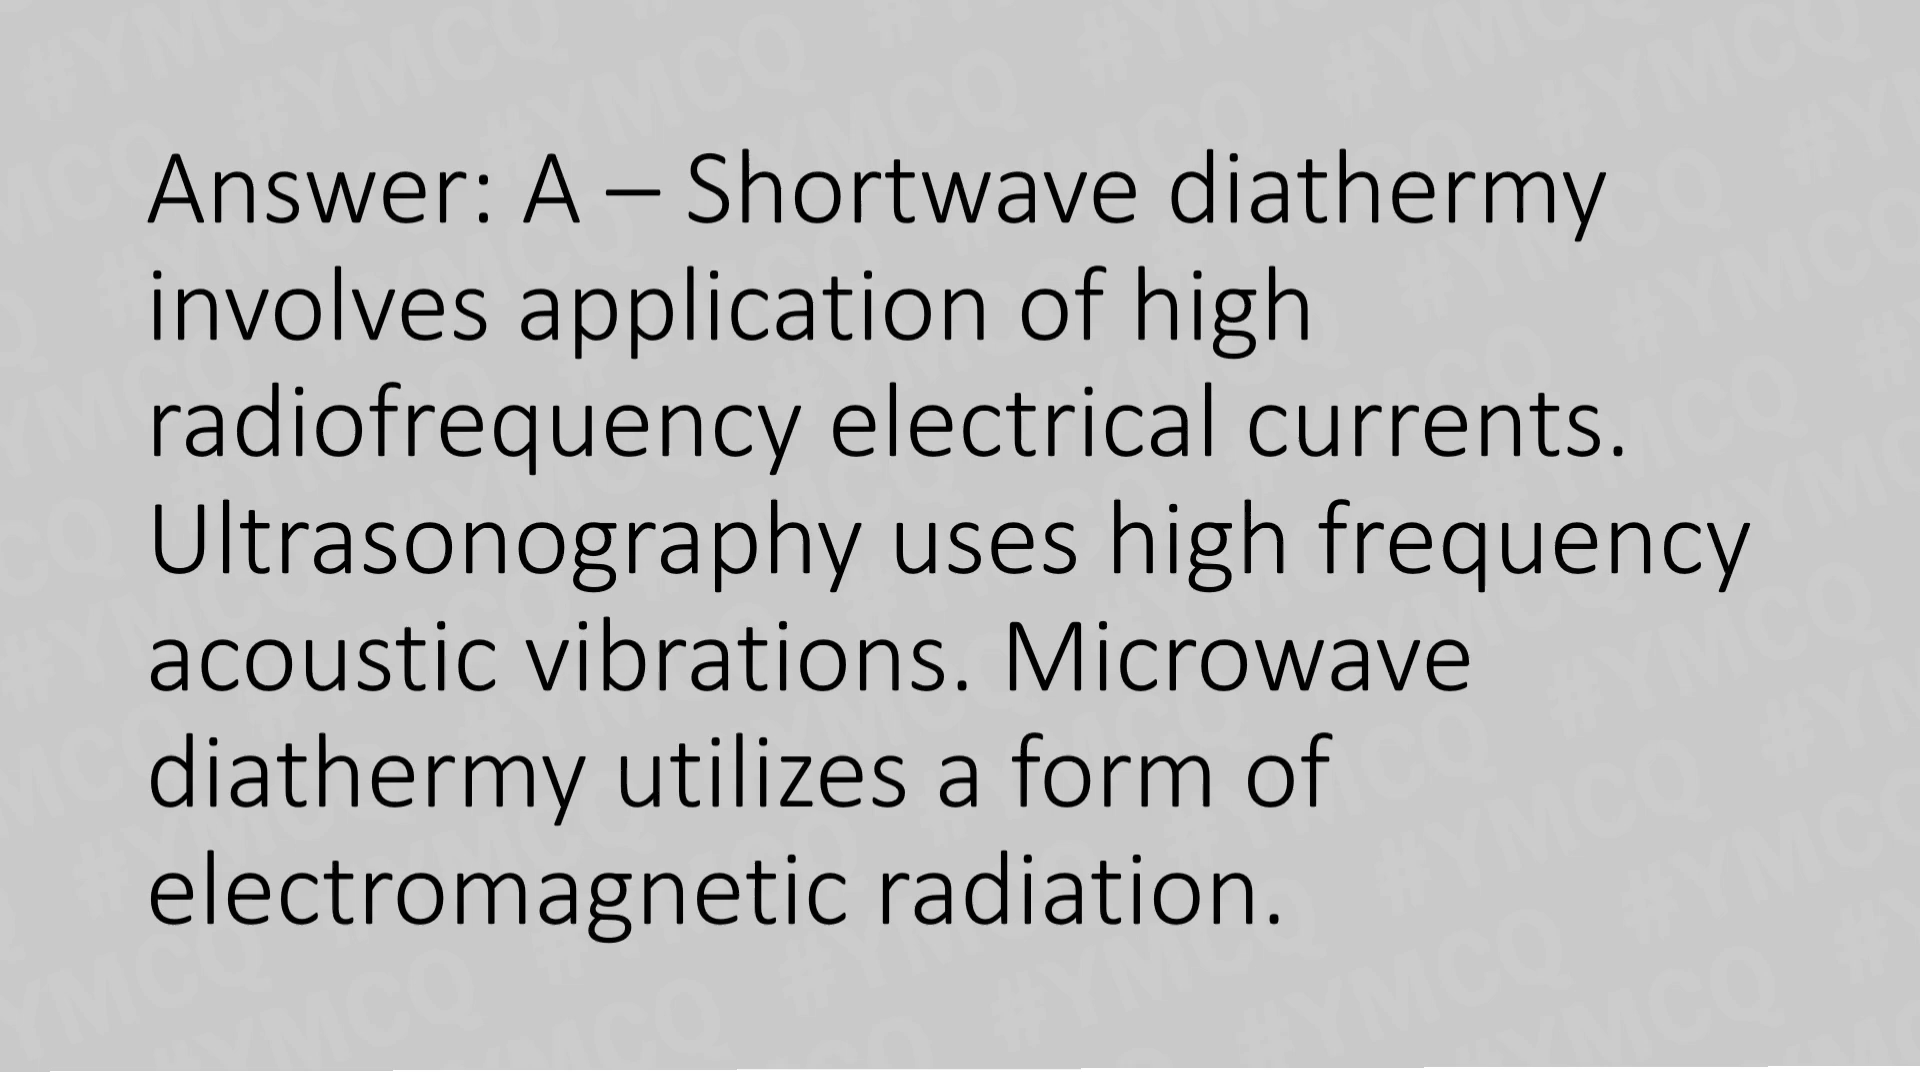 Answer: A – Shortwave diathermy
involves application of high
radiofrequency electrical currents.
Ultrasonography uses high frequency
acoustic vibrations. Microwave
diathermy utilizes a form of
electromagnetic radiation.
#YMCQ